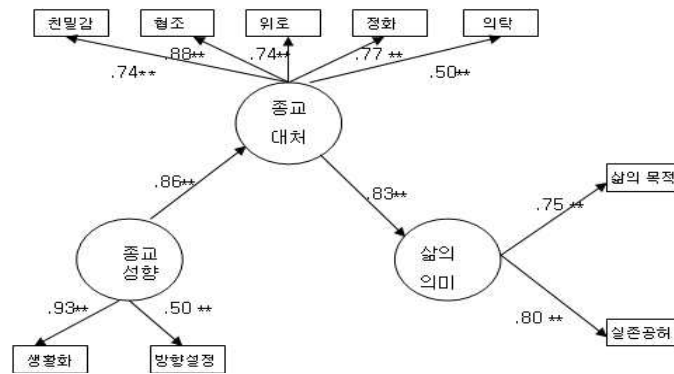 친밀감 협조 위로 정화 의탁
.74** .88** .74** .77** .50**
종교
대처
.86** .83**
삶의 목적
.75 **
종교
성향
삶의
의미
.93** .50 **
.80 **
생활화 방향설정
실존공허